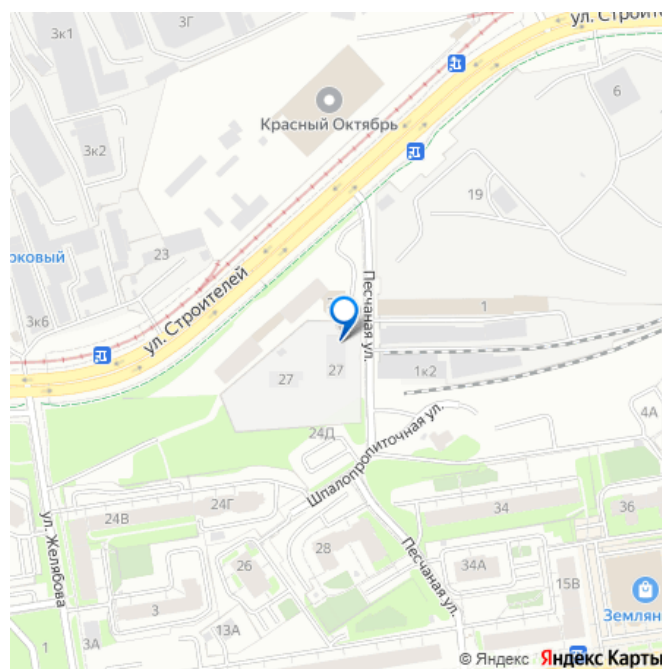 3к1
3Г
ул. Строителей
6
Красный Октябрь
3к2
19
23
оковый
3к6
ул. Строителей
Песчаная ул.
1
27
27
1к2
24Д
Шпалопропиточная ул.
4А
24В
24Г
34
36
ул. Желябова
28
26
34А
15В
Песчаная ул.
3
13А
1
3А
Землян
© Яндекс Яндекс Карты